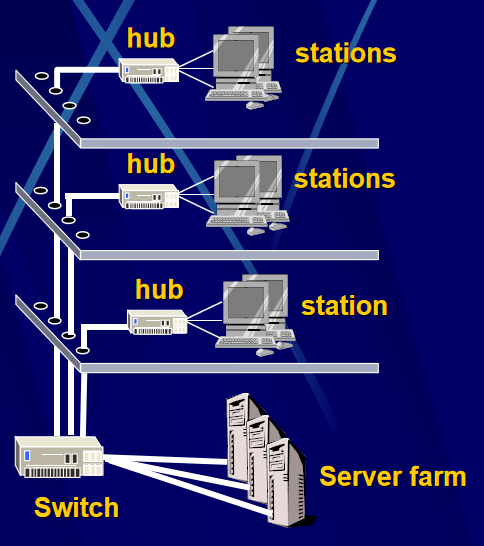 hub
stations
hub
stations
hub
station
Server farm
Switch